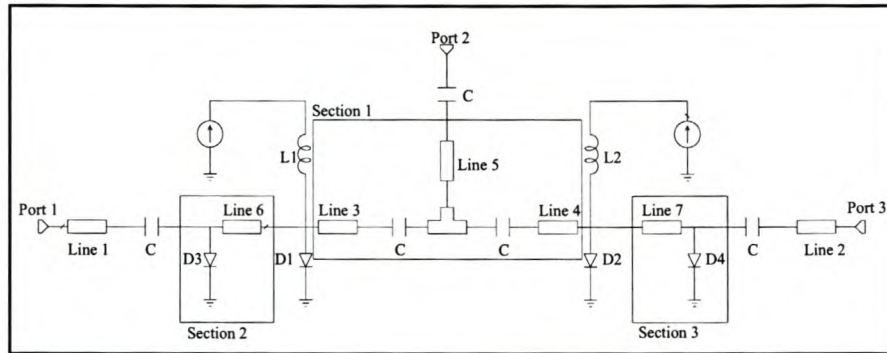 Port 2
C
Section 1
L1
L2
Line 5
Port 1
Line 6
Line 3
Line 4
Line 7
Port 3
Line 1
C
D3
D1
C
C
D2
D4
C
Line 2
Section 2
Section 3